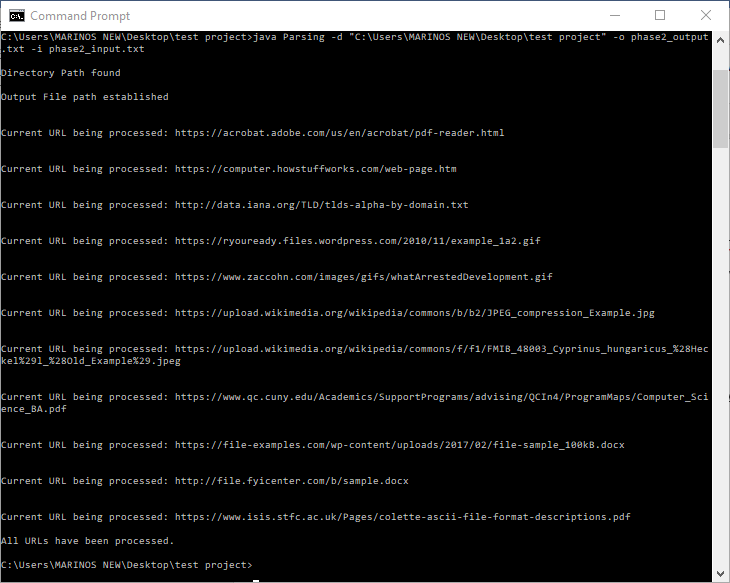 Command Prompt
C:\Users\MARINOS NEW\Desktop\test project>java Parsing -d "C:\Users\MARINOS NEW\Desktop\test project" -o phase2_output
.txt -i phase2_input.txt
Directory Path found
Output File path established
Current URL being processed: https://acrobat.adobe.com/us/en/acrobat/pdf-reader.html
Current URL being processed: https://computer.howstuffworks.com/web-page.htm
Current URL being processed: http://data.iana.org/TLD/tlds-alpha-by-domain.txt
Current URL being processed: https://ryouready.files.wordpress.com/2010/11/example_1a2.gif
Current URL being processed: https://www.zaccohn.com/images/gifs/whatArrestedDevelopment.gif
Current URL being processed: https://upload.wikimedia.org/wikipedia/commons/b/b2/JPEG_compression_Example.jpg
Current URL being processed: https://upload.wikimedia.org/wikipedia/commons/f/f1/FMIB_48003_Cyprinus_hungaricus_%28Hec
kel%29l_%28Old_Example%29.jpeg
Current URL being processed: https://www.qc.cuny.edu/Academics/SupportPrograms/advising/QCIn4/ProgramMaps/Computer_Sci
ence_BA.pdf
Current URL being processed: https://file-examples.com/wp-content/uploads/2017/02/file-sample_100kB.docx
Current URL being processed: http://file.fyicenter.com/b/sample.docx
Current URL being processed: https://www.isis.stfc.ac.uk/Pages/colette-ascii-file-format-descriptions.pdf
All URLs have been processed.
C:\Users\MARINOS NEW\Desktop\test project>